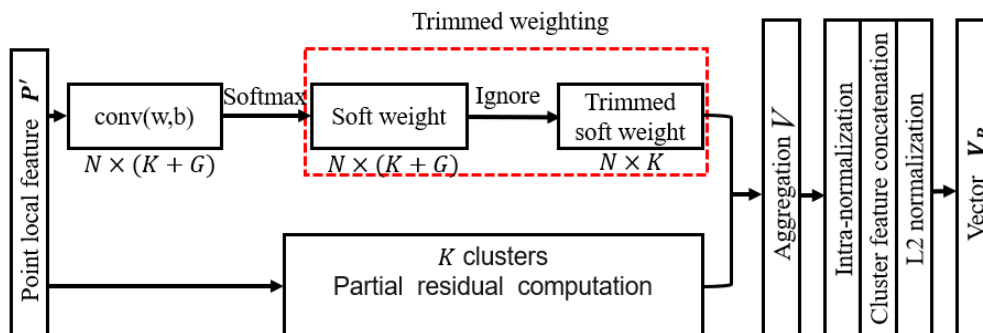 Trimmed weighting
Point local feature P′
conv(w,b)
N × (K + G)
Softmax
Soft weight
N × (K + G)
Ignore
Trimmed
soft weight
N × K
K clusters
Partial residual computation
Aggregation V
Intra-normalization
Cluster feature concatenation
L2 normalization
Vector V_P